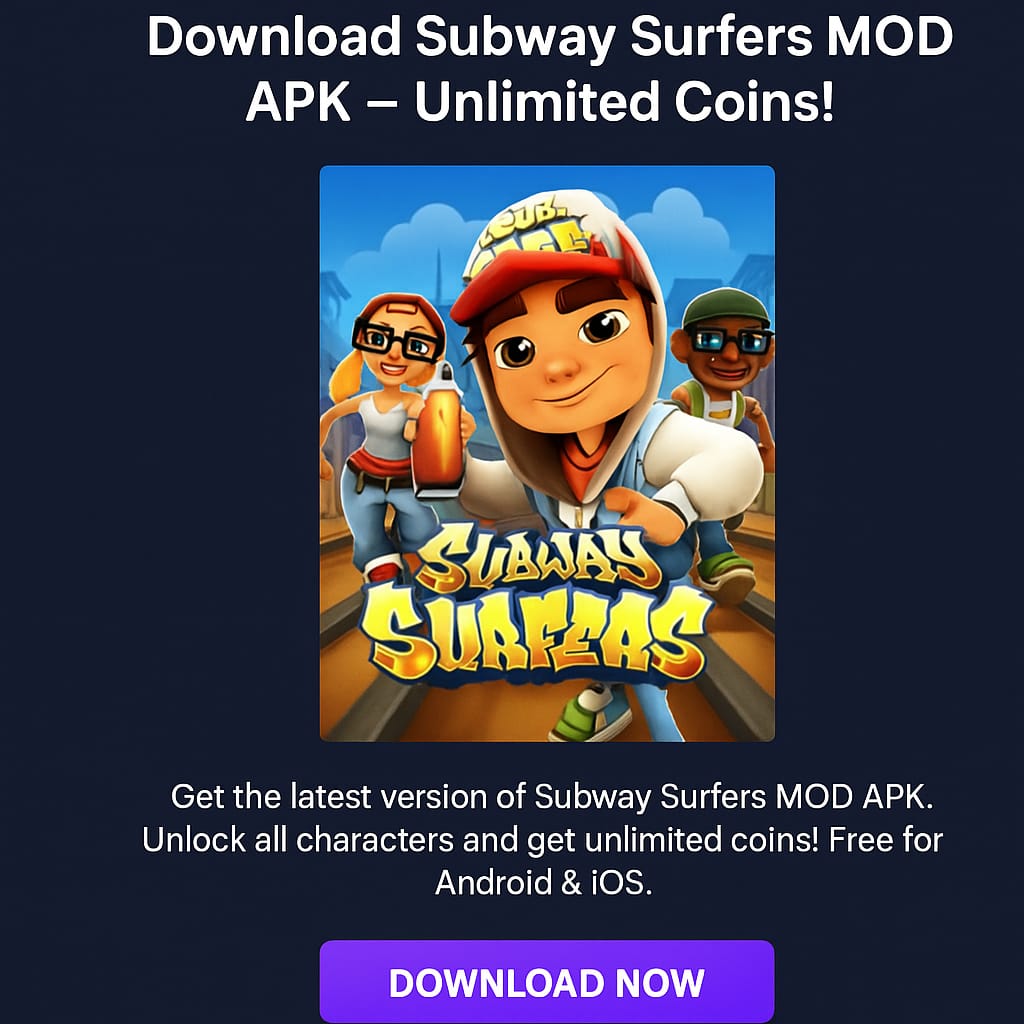 Download Subway Surfers MOD
APK – Unlimited Coins!
SUBWAY
SURFERS
Get the latest version of Subway Surfers MOD APK.
Unlock all characters and get unlimited coins! Free for
Android & iOS.
DOWNLOAD NOW